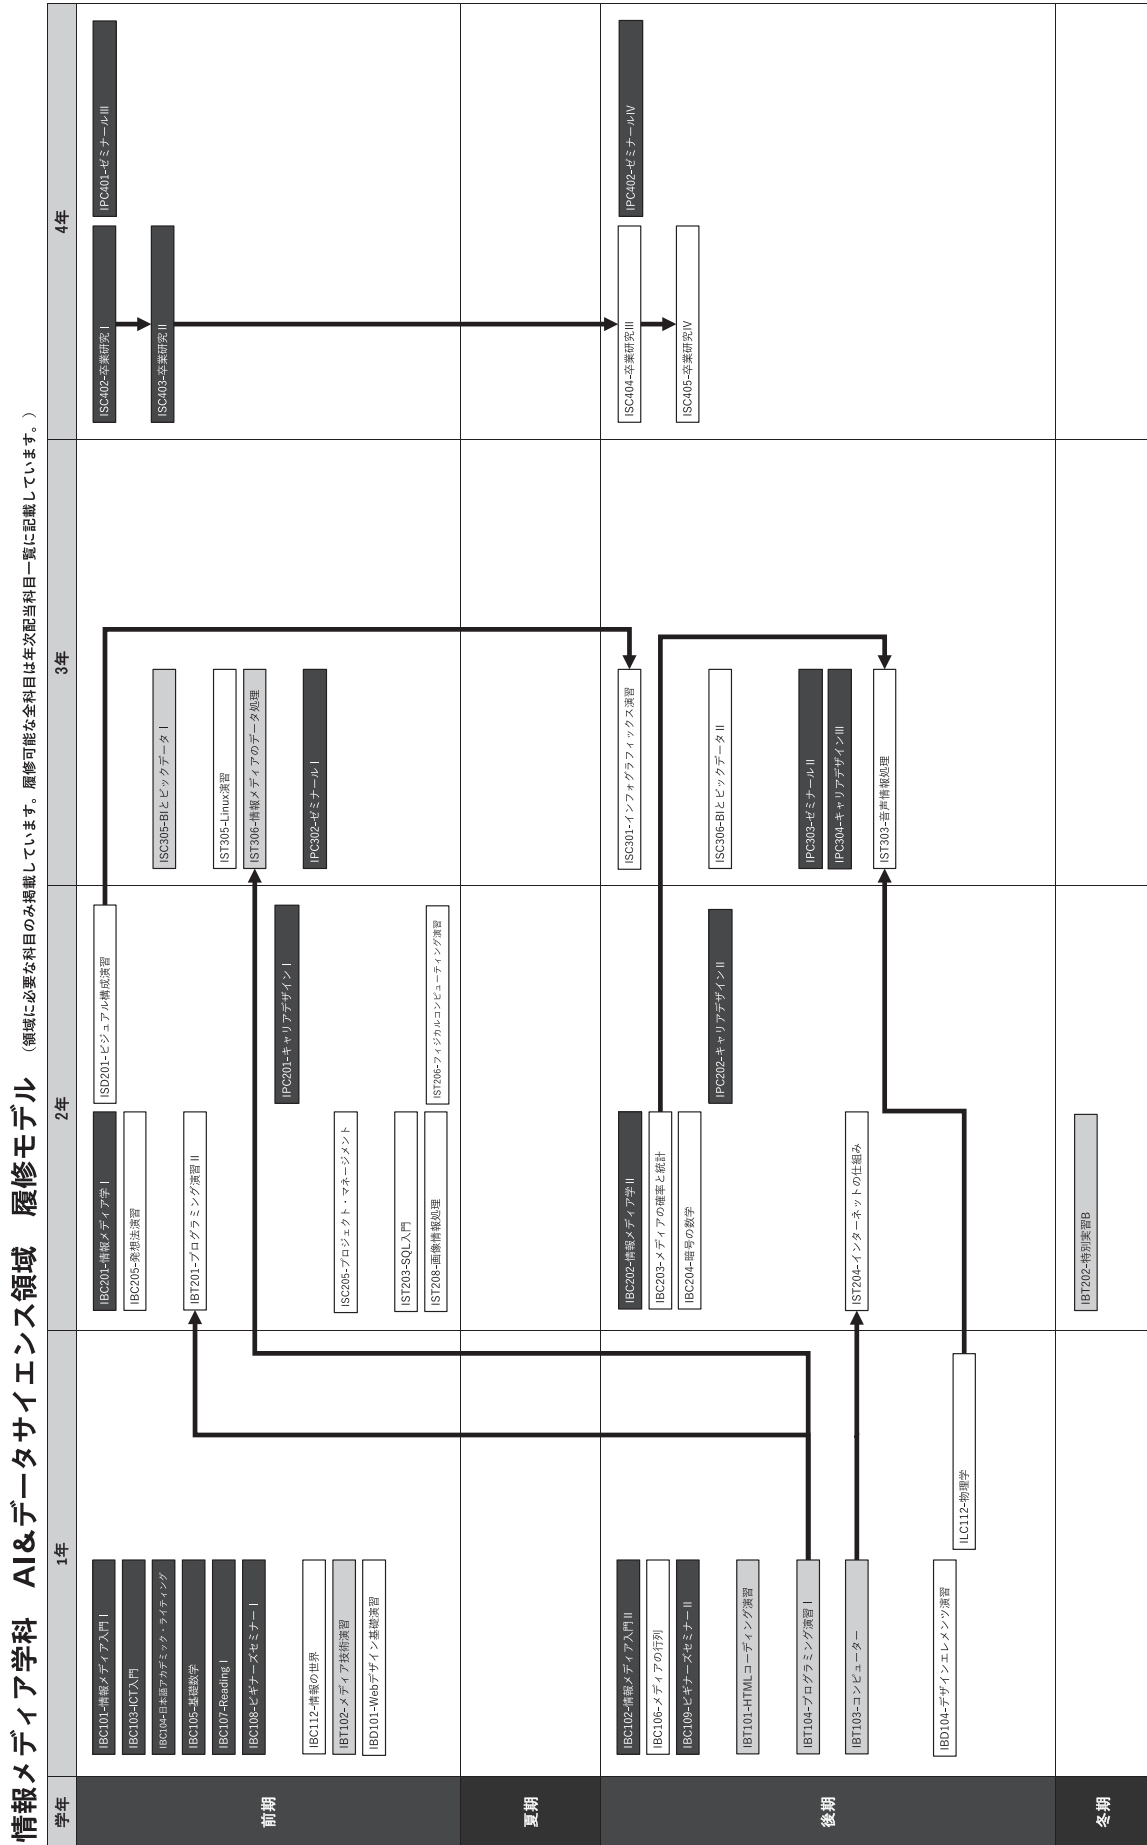 情報メディア学科　AI&データサイエンス領域　履修モデル （領域に必要な科目のみ掲載しています。履修可能な全科目は年次配当科目一覧に記載しています。）
学年
1年
2年
3年
4年
前期
IBC101-情報メディア入門Ⅰ
IBC103-ICT入門
IBC104-日本語アカデミック・ライティング
IBC105-基礎数学
IBC107-ReadingⅠ
IBC108-ビギナーズセミナーⅠ
IBC112-情報の世界
IBT102-メディア技術演習
IBD101-Webデザイン基礎演習
IBC201-情報メディア学Ⅰ
IBC205-発想法演習
IBT201-プログラミング演習Ⅱ
ISC205-プロジェクト・マネージメント
IST203-SQL入門
IST208-画像情報処理
ISD201-ビジュアル構成演習
IPC201-キャリアデザインⅠ
IST206-フィジカルコンピューティング演習
ISC305-BIとビックデータⅠ
IST305-Linux演習
IST306-情報メディアのデータ処理
IPC302-ゼミナールⅠ
ISC402-卒業研究Ⅰ
ISC403-卒業研究Ⅱ
IPC401-ゼミナールⅢ
夏期
後期
IBC102-情報メディア入門Ⅱ
IBC106-メディアの行列
IBC109-ビギナーズセミナーⅡ
IBT101-HTMLコーディング演習
IBT104-プログラミング演習Ⅰ
IBT103-コンピューター
IBD104-デザインエレメンツ演習
ILC112-物理学
IBC202-情報メディア学Ⅱ
IBC203-メディアの確率と統計
IBC204-暗号の数学
IST204-インターネットの仕組み
IPC202-キャリアデザインⅡ
ISC301-インフォグラフィックス演習
ISC306-BIとビックデータⅡ
IPC303-ゼミナールⅡ
IPC304-キャリアデザインⅢ
IST303-音声情報処理
ISC404-卒業研究Ⅲ
ISC405-卒業研究Ⅳ
IPC402-ゼミナールⅣ
冬期
IBT202-特別実習B